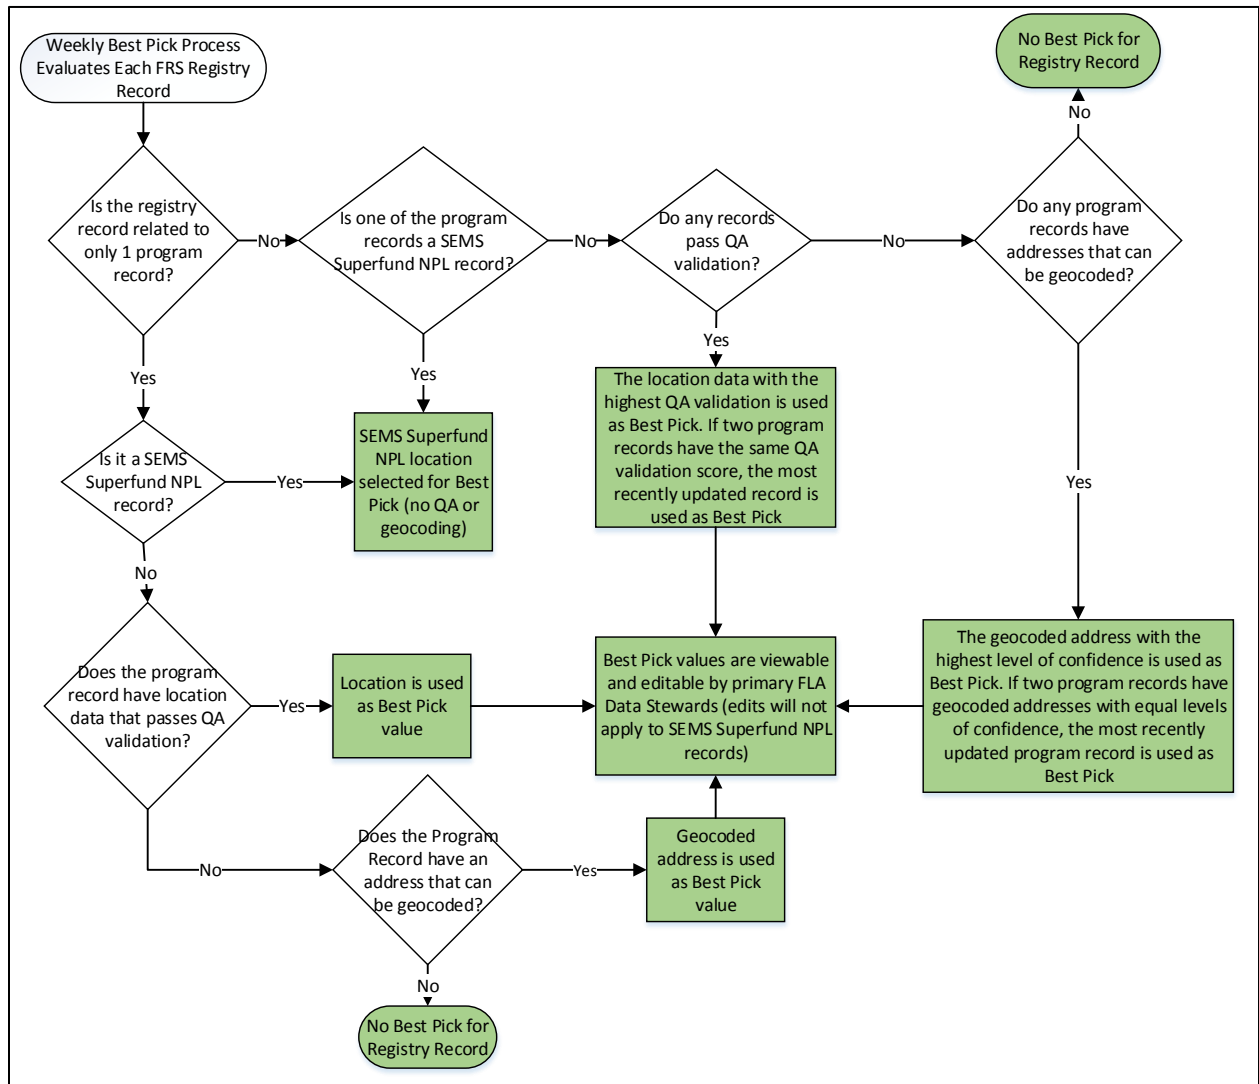 Weekly Best Pick Process
Evaluates Each FRS Registry
Record
No Best Pick for
Registry Record
No
Is the registry
record related to
only 1 program
record?
No
Is one of the program
records a SEMS
Superfund NPL record?
No
Do any records
pass QA
validation?
No
Do any program
records have
addresses that can
be geocoded?
Yes
Yes
Yes
Yes
The location data with the
highest QA validation is used
as Best Pick. If two program
records have the same QA
validation score, the most
recently updated record is
used as Best Pick
Is it a SEMS
Superfund NPL
record?
Yes
SEMS Superfund
NPL location
selected for Best
Pick (no QA or
geocoding)
No
Does the program
record have location
data that passes QA
validation?
Yes
Location is used
as Best Pick
value
Best Pick values are viewable
and editable by primary FLA
Data Stewards (edits will not
apply to SEMS Superfund NPL
records)
The geocoded address with the
highest level of confidence is used as
Best Pick. If two program records have
geocoded addresses with equal levels
of confidence, the most recently
updated program record is used as
Best Pick
No
Does the Program
Record have an
address that can
be geocoded?
Yes
Geocoded
address is used
as Best Pick
value
No
No Best Pick for
Registry Record